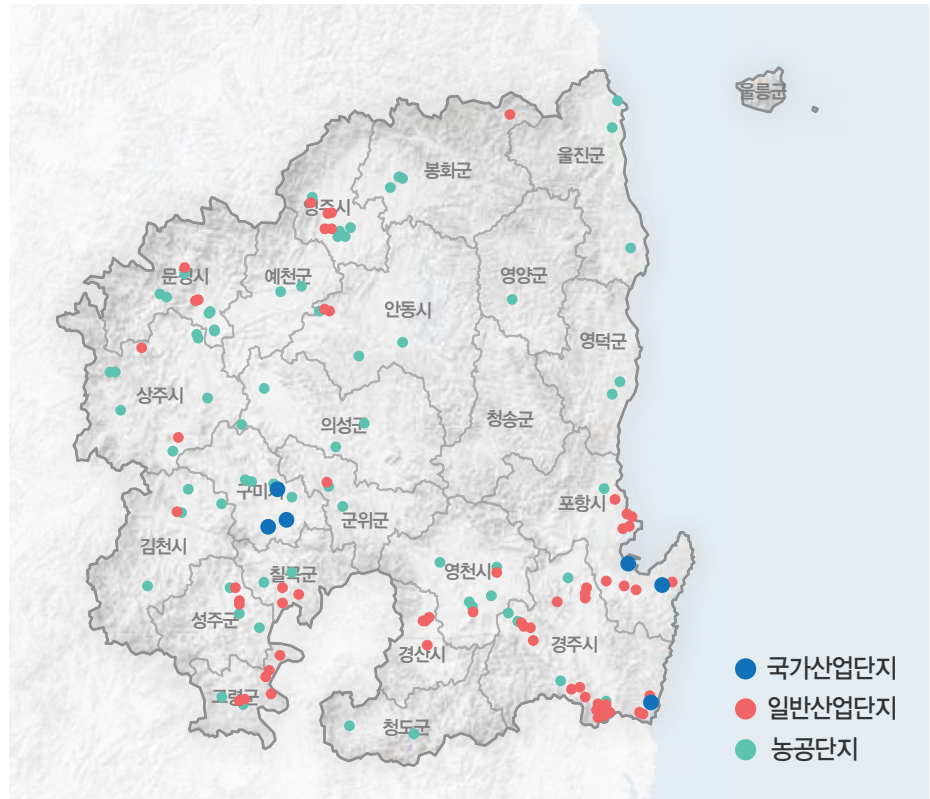 울릉군
울진군
봉화군
영주시
문경시
예천군
영양군
안동시
영덕군
상주시
의성군
청송군
구미시
포항시
군위군
김천시
칠곡군
영천시
성주군
경산시
경주시
고령군
청도군
국가산업단지
일반산업단지
농공단지